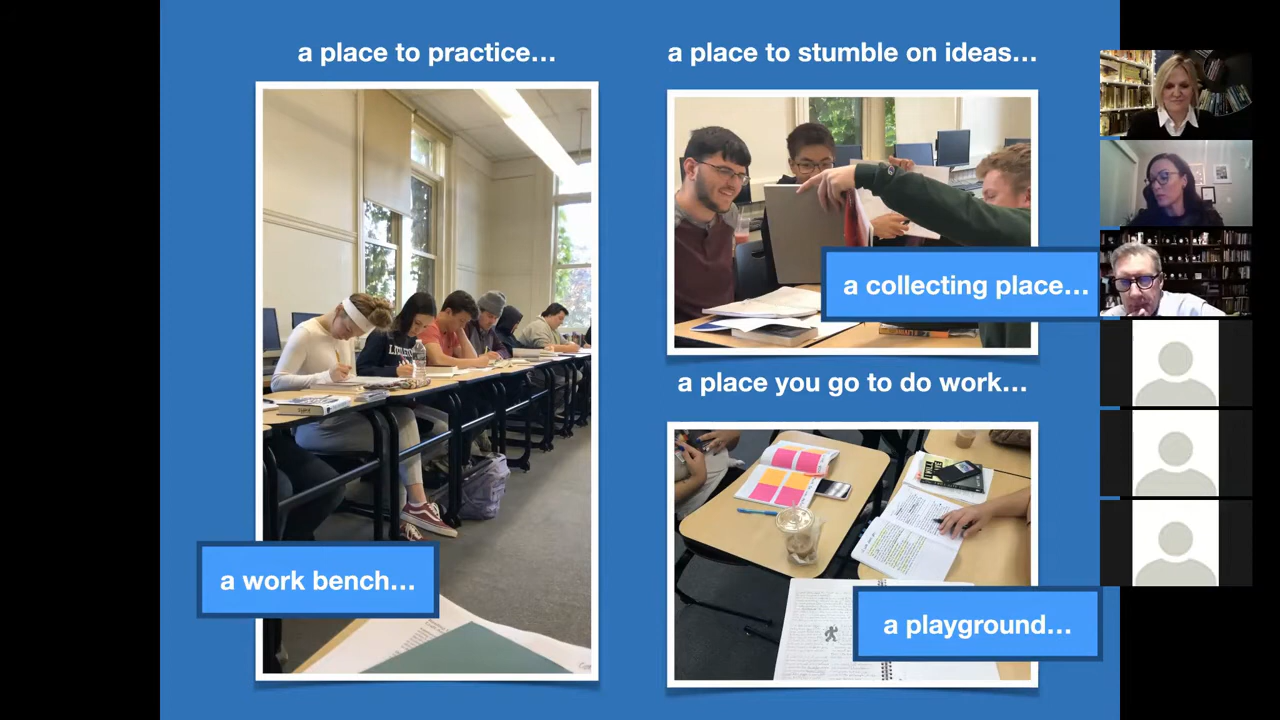 a place to practice...
a place to stumble on ideas...
a collecting place...
a place you go to do work...
a work bench...
a playground...